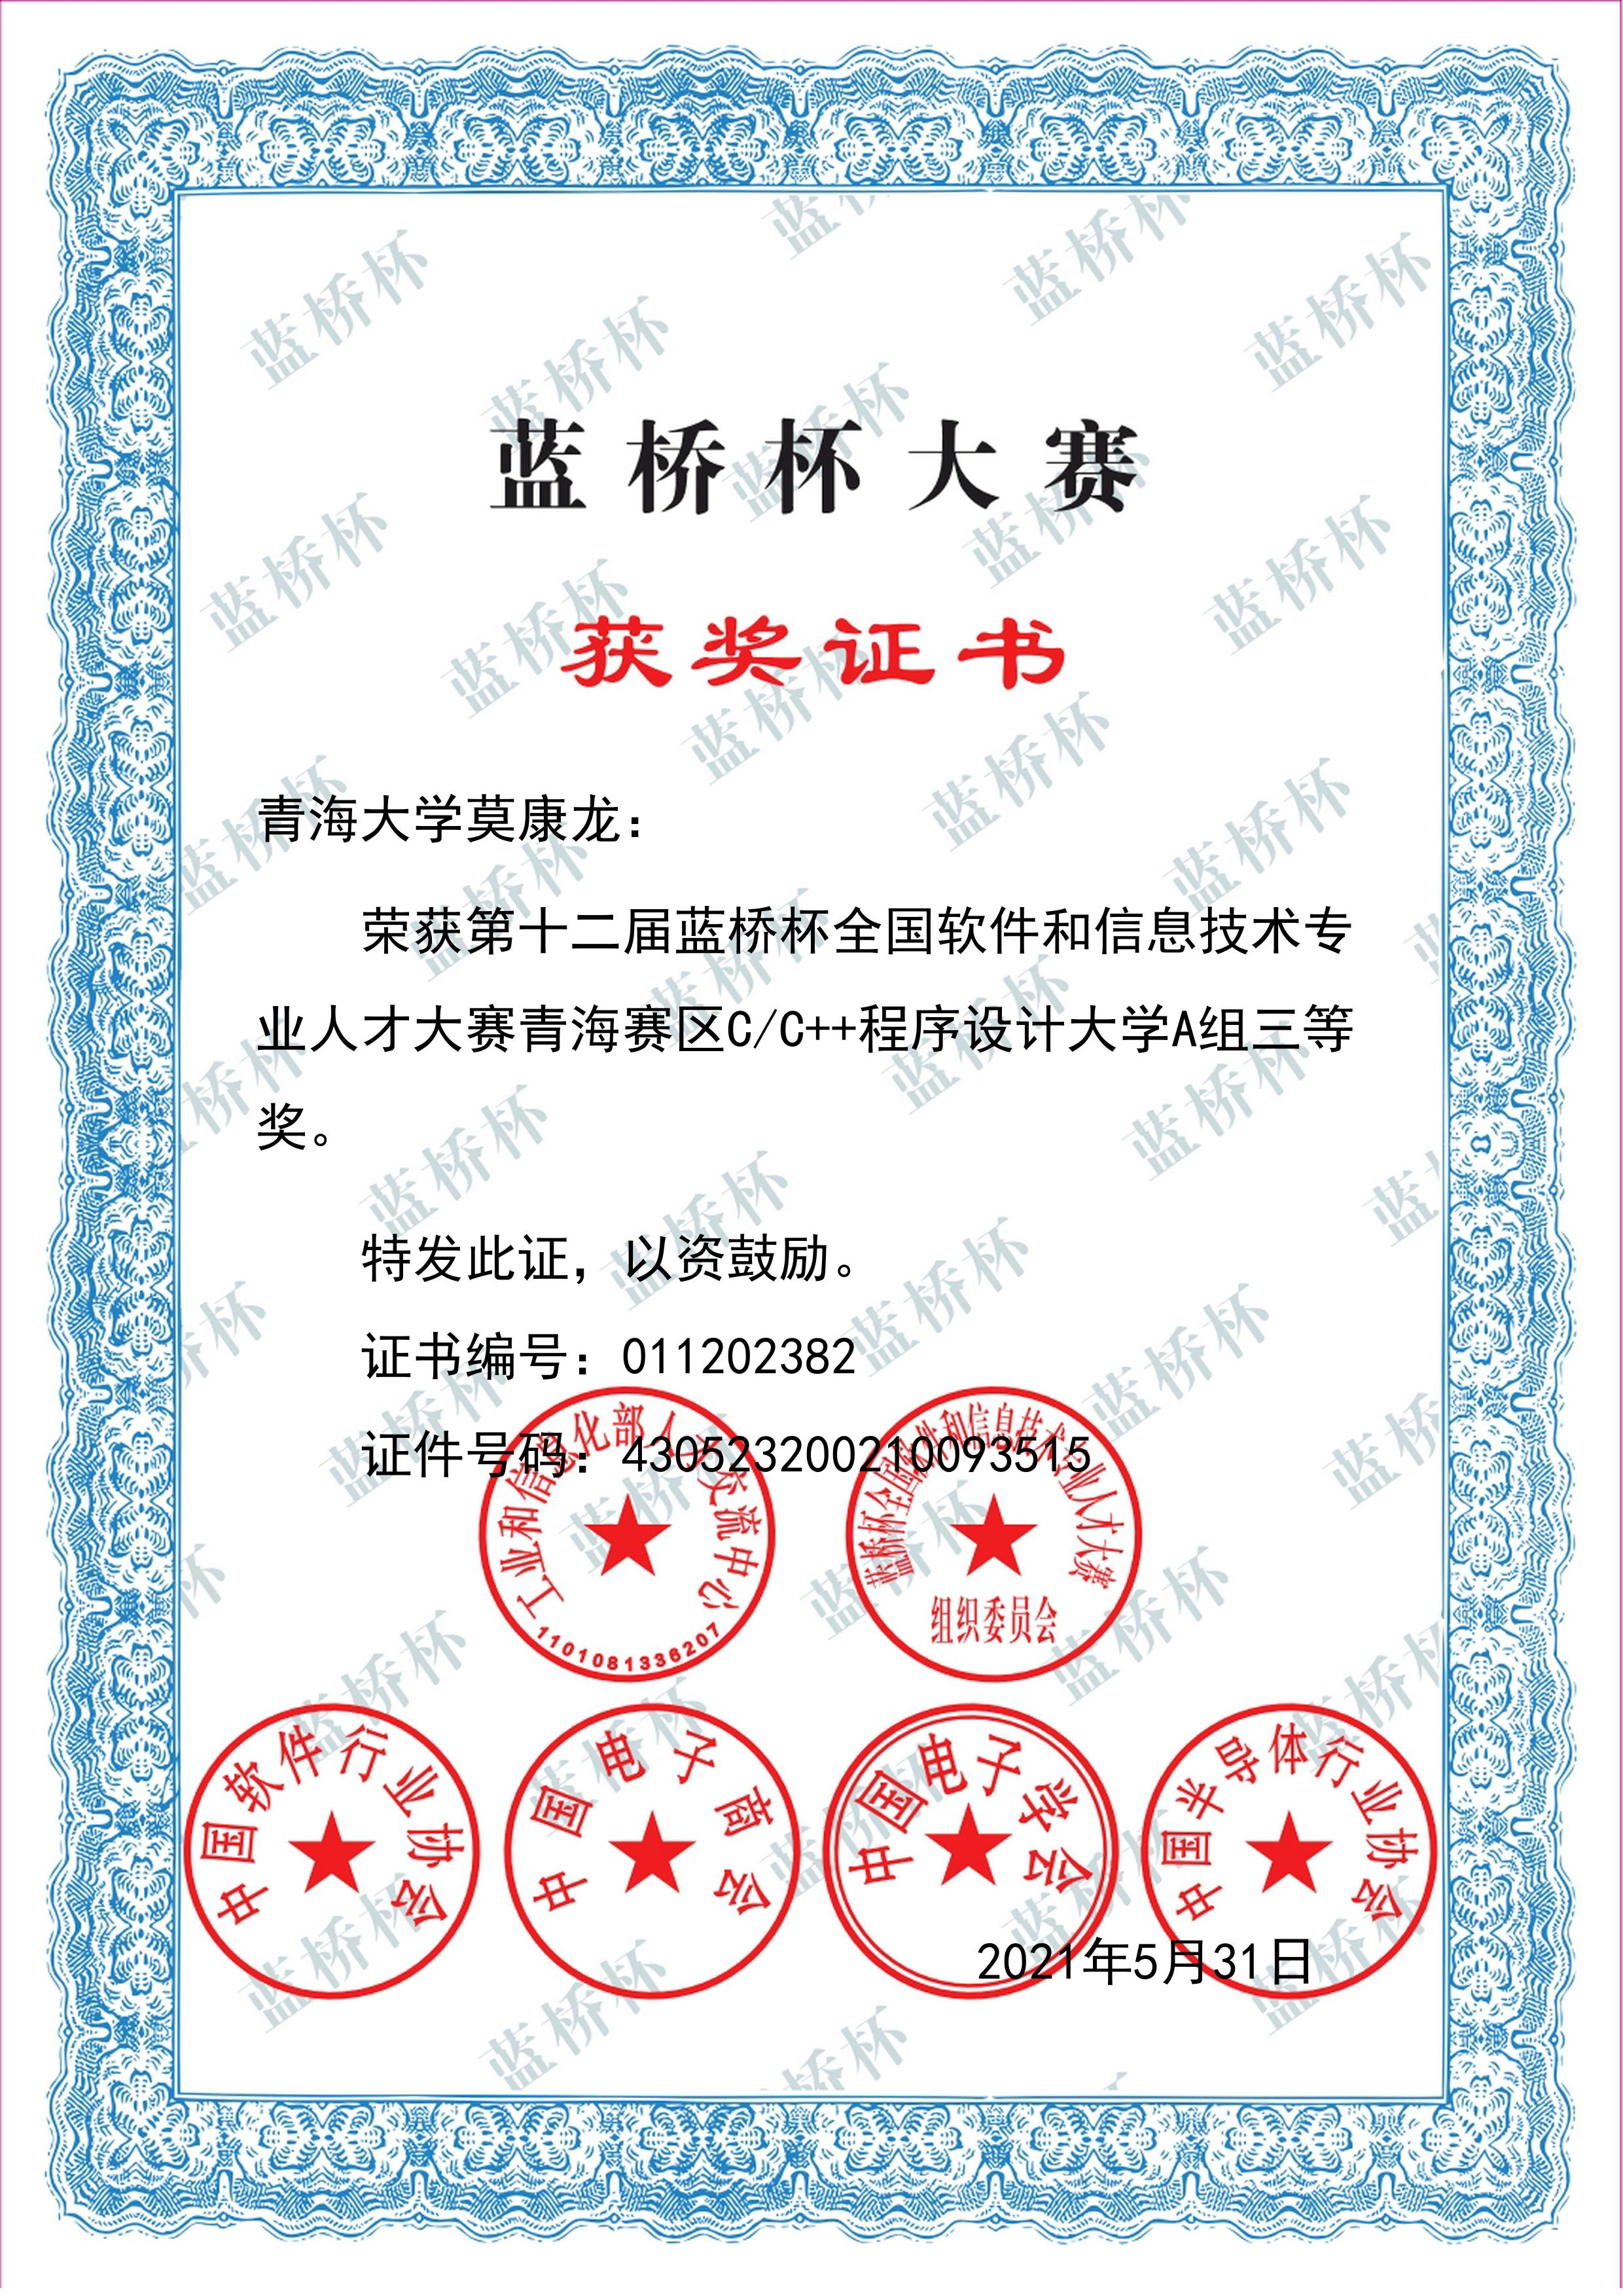 蓝桥杯大赛
获奖证书
青海大学莫康龙：
荣获第十二届蓝桥杯全国软件和信息技术专
业人才大赛青海赛区C/C++程序设计大学A组三等
奖。
特发此证，以资鼓励。
证书编号：011202382
证件号码：430523200210093515
工业和信息化部人才交流中心
1101081336207
蓝桥杯全国软件和信息技术专业人才大赛
组织委员会
中国软件行业协会
中国电子商会
中国电子学会
中国半导体行业协会
2021年5月31日
蓝桥杯